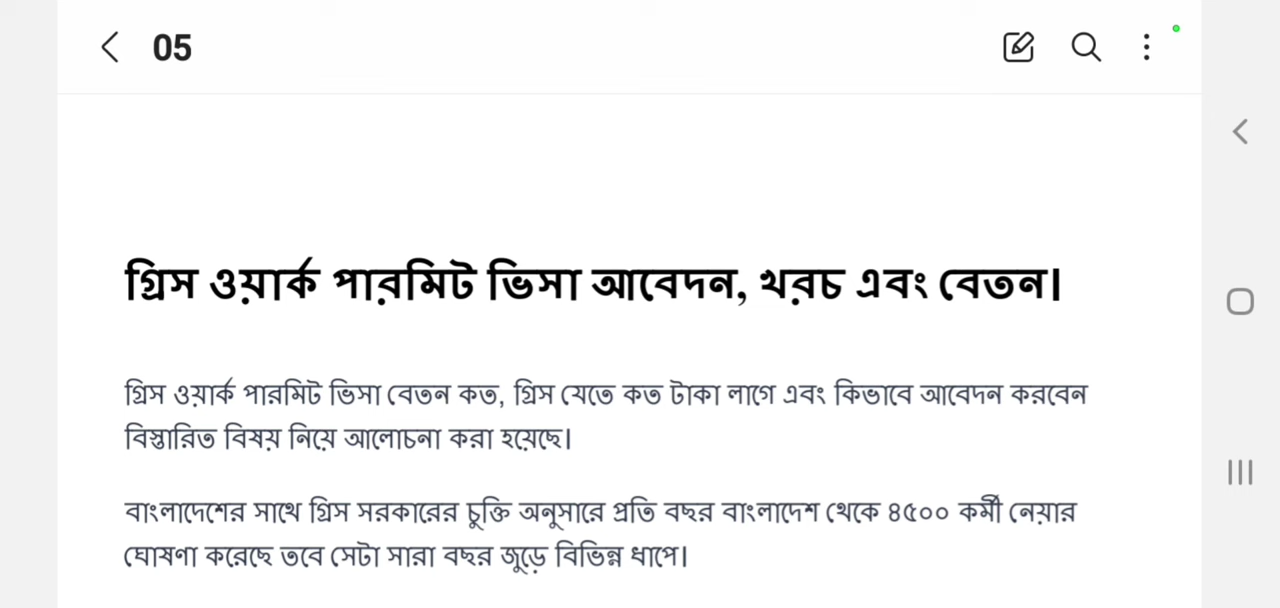 05
গ্রিস ওয়ার্ক পারমিট ভিসা আবেদন, খরচ এবং বেতন।
গ্রিস ওয়ার্ক পারমিট ভিসা বেতন কত, গ্রিস যেতে কত টাকা লাগে এবং কিভাবে আবেদন করবেন
বিস্তারিত বিষয় নিয়ে আলোচনা করা হয়েছে।
বাংলাদেশের সাথে গ্রিস সরকারের চুক্তি অনুসারে প্রতি বছর বাংলাদেশ থেকে ৪৫০০ কর্মী নেয়ার
ঘোষণা করেছে তবে সেটা সারা বছর জুড়ে বিভিন্ন ধাপে।